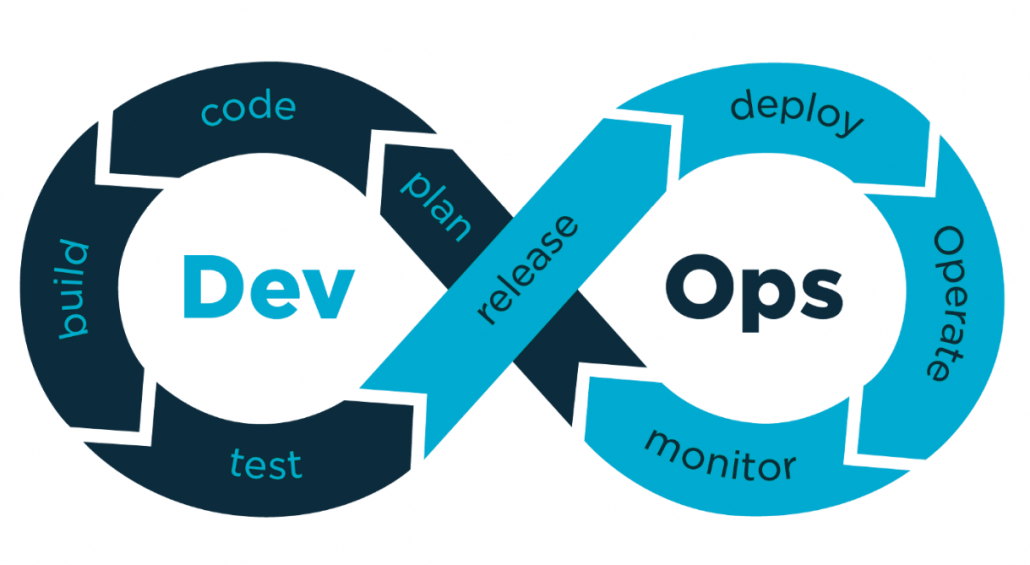 code
plan
build
Dev
test
release
deploy
Operate
Ops
monitor